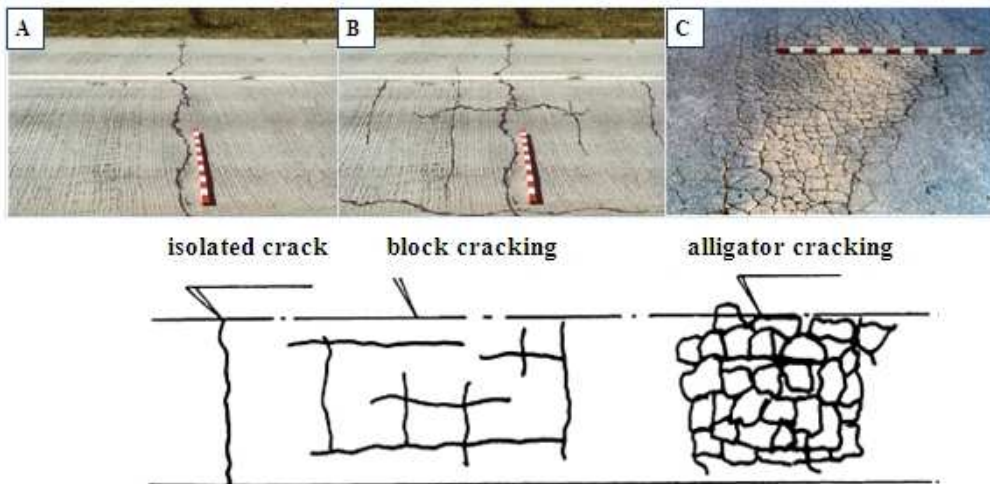 A
B
C
isolated crack
block cracking
alligator cracking